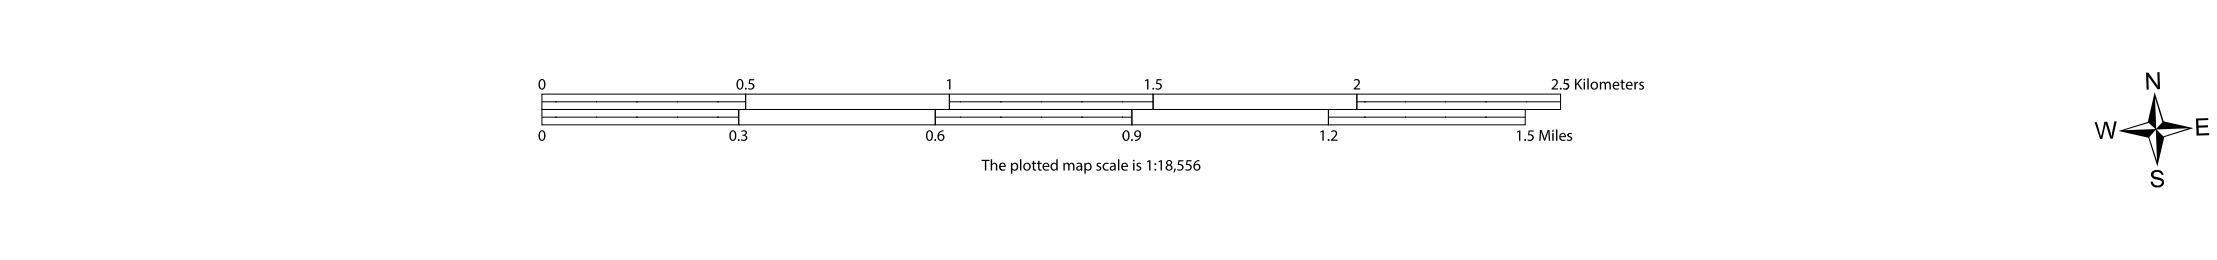 0 0.5 1 1.5 2 2.5 Kilometers
0 0.3 0.6 0.9 1.2 1.5 Miles
The plotted map scale is 1:18,556
N
W E
S